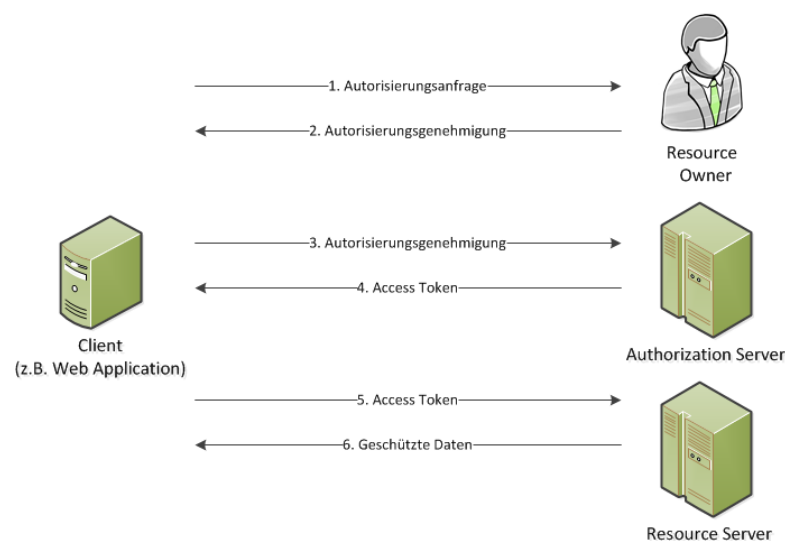 1. Autorisierungsanfrage
2. Autorisierungsgenehmigung
Resource
Owner
3. Autorisierungsgenehmigung
4. Access Token
Client
(z.B. Web Application)
Authorization Server
5. Access Token
6. Geschützte Daten
Resource Server